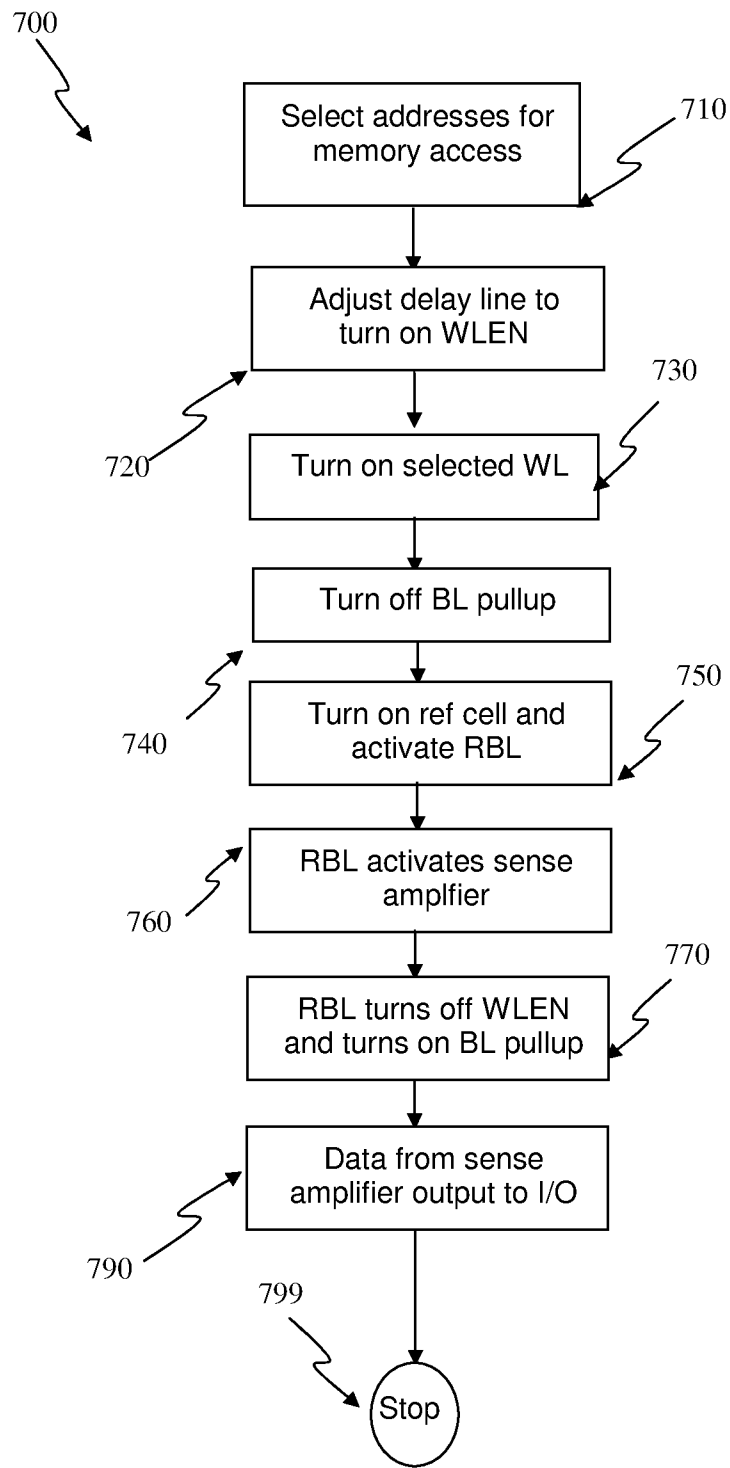 700
Select addresses for
memory access
710
Adjust delay line to
turn on WLEN
720
730
Turn on selected WL
Turn off BL pullup
740
750
Turn on ref cell and
activate RBL
RBL activates sense
amplfier
760
770
RBL turns off WLEN
and turns on BL pullup
Data from sense
amplifier output to I/O
790
799
Stop